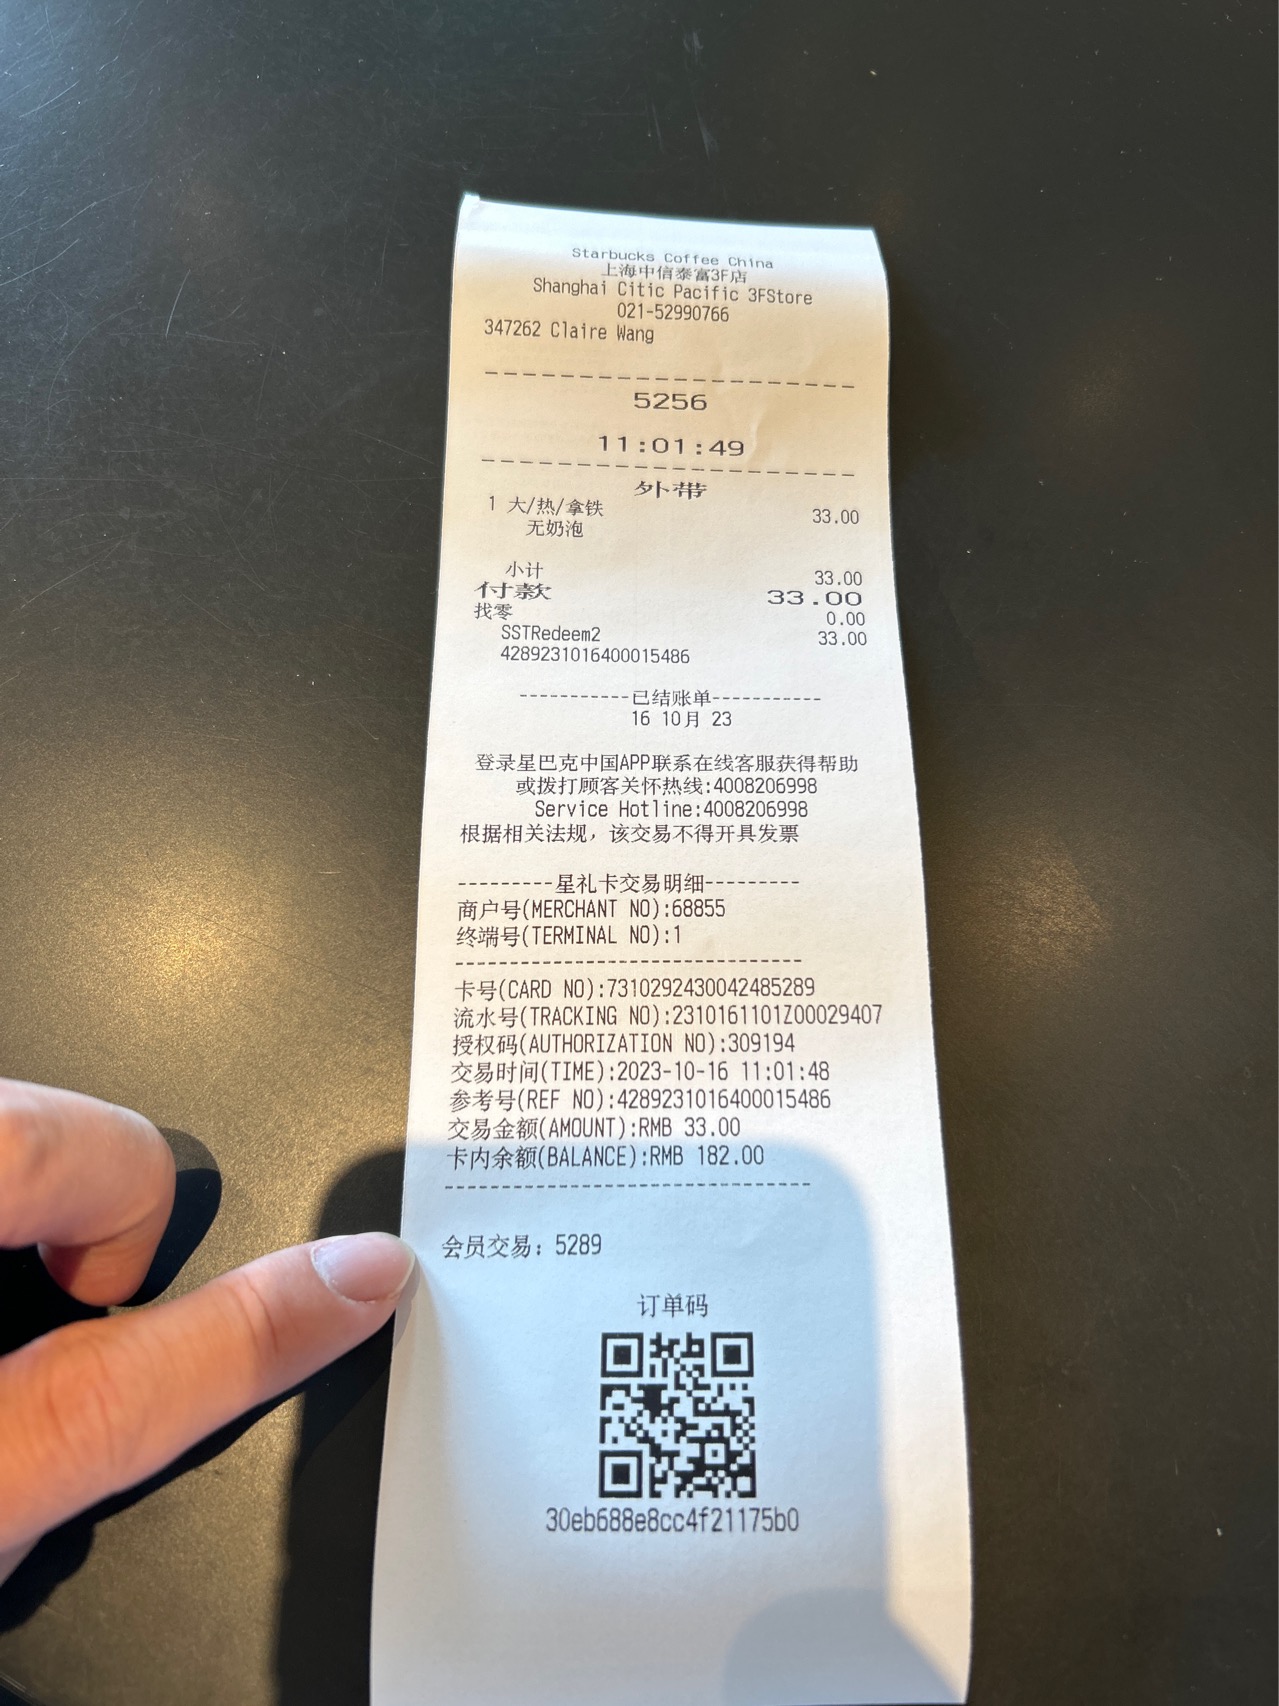 Starbucks Coffee China
上海中信泰富3F店
Shanghai Citic Pacific 3FStore
021-52990766
347262 Claire Wang
5256
11:01:49
外带
1 大/热/拿铁 33.00
无奶泡
小计 33.00
付款 33.00
找零 0.00
SSTRedeem2 33.00
4289231016400015486
-----------已结账单-----------
16 10月 23
登录星巴克中国APP联系在线客服获得帮助
或拨打顾客关怀热线:4008206998
Service Hotline:4008206998
根据相关法规，该交易不得开具发票
---------星礼卡交易明细---------
商户号(MERCHANT NO):68855
终端号(TERMINAL NO):1
卡号(CARD NO):7310292430042485289
流水号(TRACKING NO):2310161101Z00029407
授权码(AUTHORIZATION NO):309194
交易时间(TIME):2023-10-16 11:01:48
参考号(REF NO):4289231016400015486
交易金额(AMOUNT):RMB 33.00
卡内余额(BALANCE):RMB 182.00
会员交易: 5289
订单码
30eb688e8cc4f21175b0